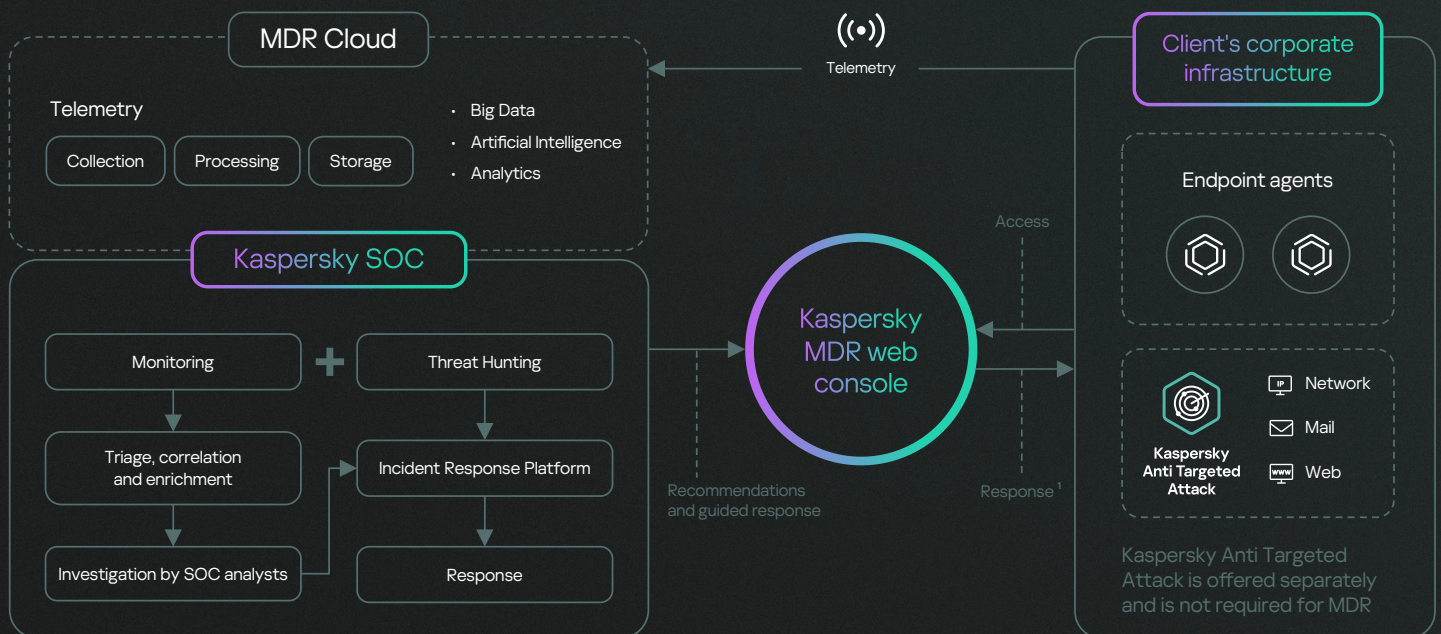 MDR Cloud
Telemetry
Collection
Processing
Storage
• Big Data
• Artificial Intelligence
• Analytics
Telemetry
Client's corporate
infrastructure
Endpoint agents
Kaspersky SOC
Monitoring
Threat Hunting
Triage, correlation
and enrichment
Incident Response Platform
Investigation by SOC analysts
Response
Recommendations
and guided response
Kaspersky
MDR web
console
Access
Response ¹
Kaspersky
Anti Targeted
Attack
IP
Network
Mail
www
Web
Kaspersky Anti Targeted
Attack is offered separately
and is not required for MDR